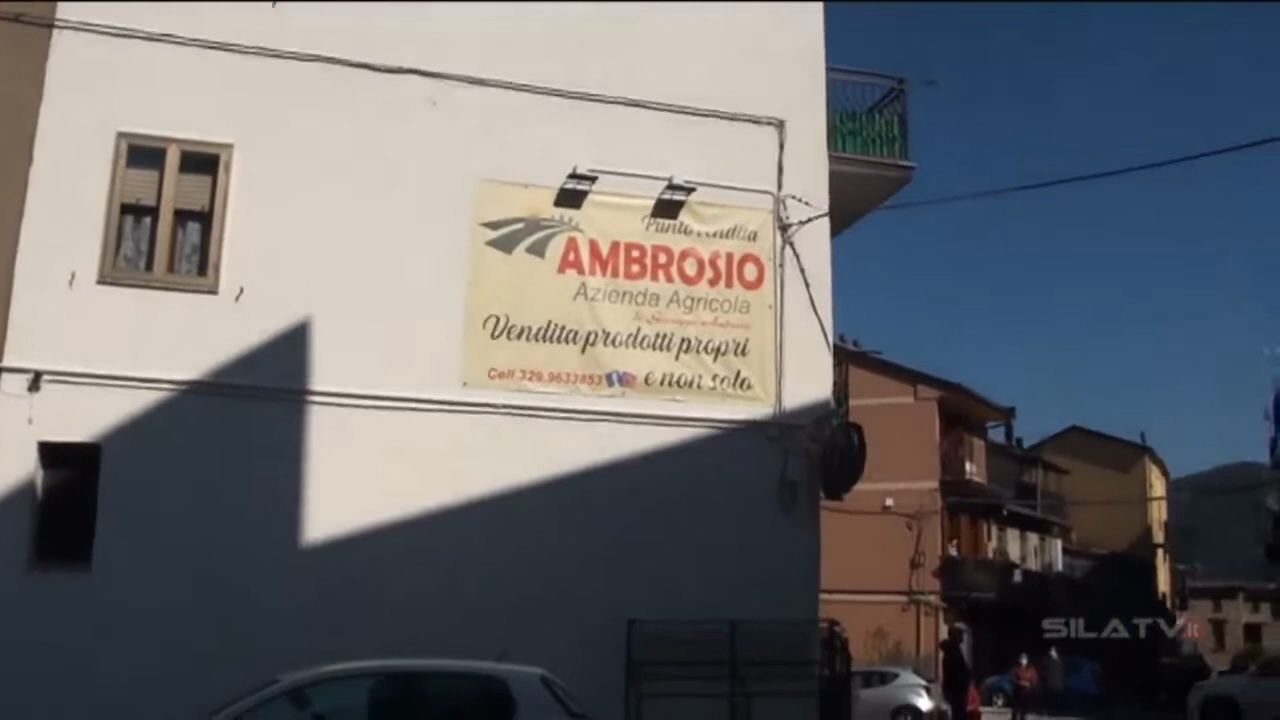 Punto vendita
AMBROSIO
Azienda Agricola
Vendita prodotti propri
Cell 329.9633853 e non solo
SILATV.it